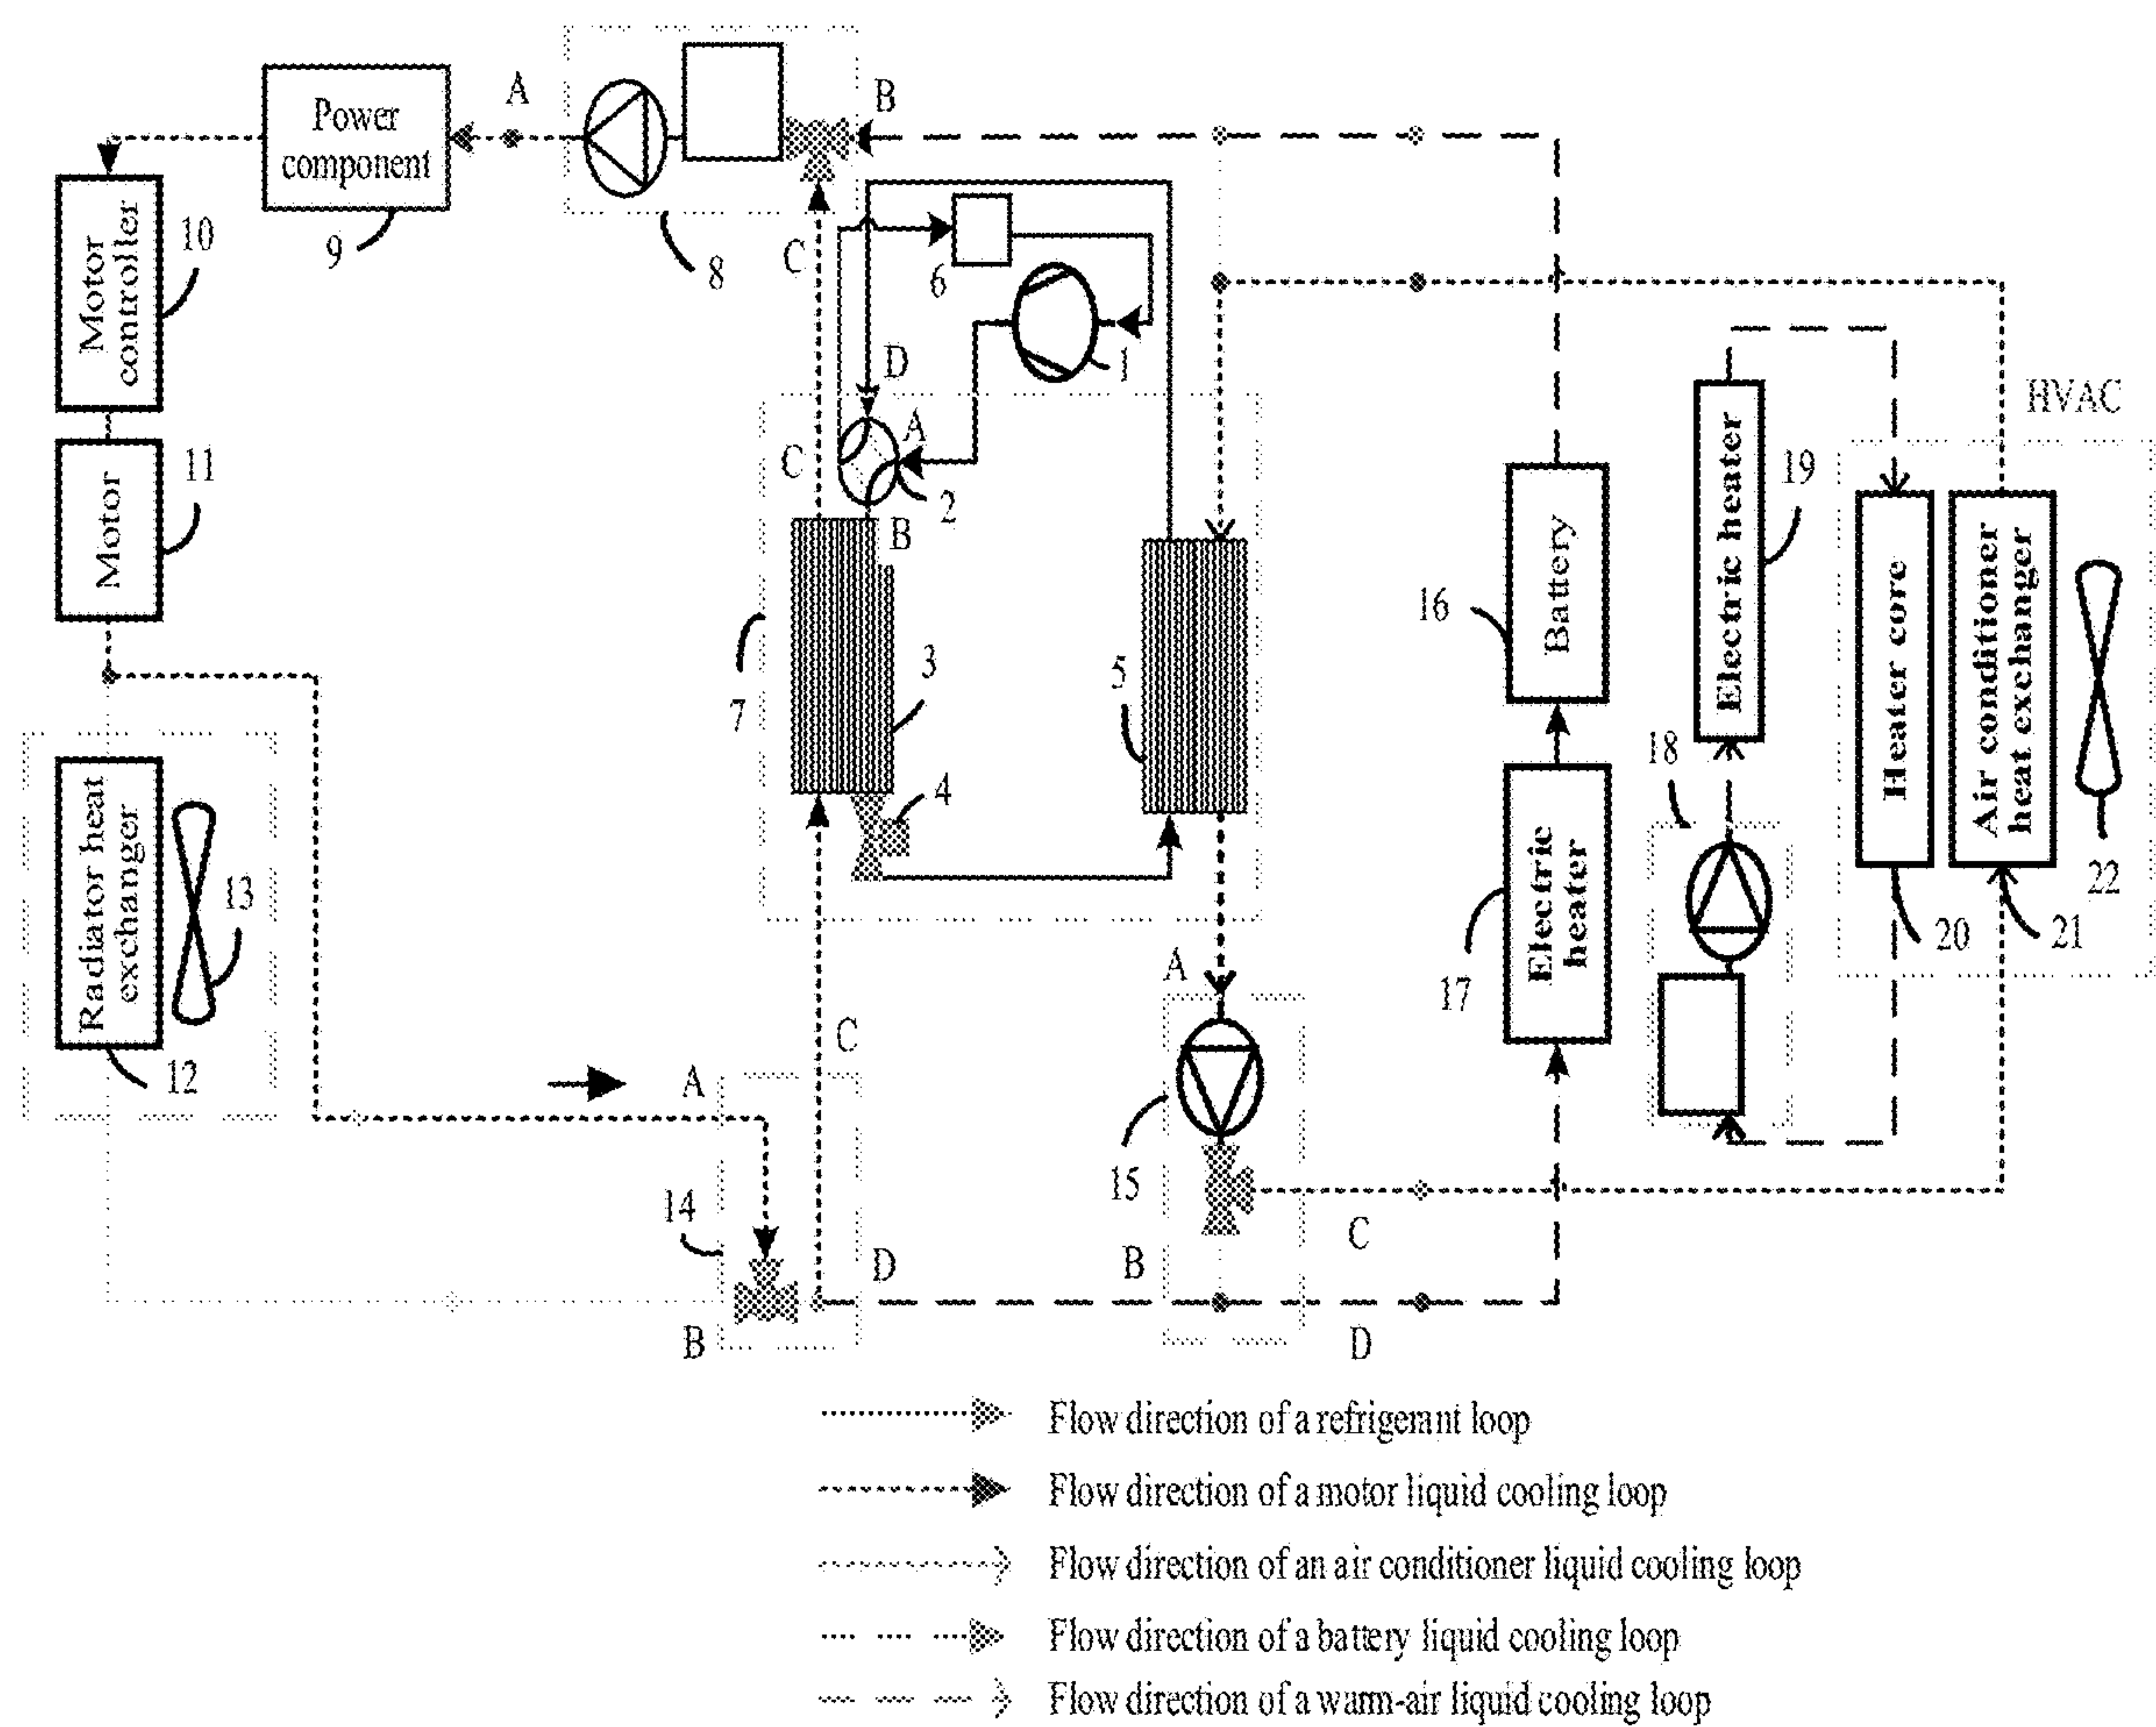 A
B
Power
component
9
8
C
6
1
D
A
C
2
B
Motor
controller
10
Motor
11
HVAC
Electric heater
19
Battery
16
3
5
7
4
18
Heater core
Air conditioner
heat exchanger
22
20
21
Radiator heat
exchanger
13
12
Electric
heater
17
A
C
A
15
14
D
B
C
B
D
Flow direction of a refrigerant loop
Flow direction of a motor liquid cooling loop
Flow direction of an air conditioner liquid cooling loop
Flow direction of a battery liquid cooling loop
Flow direction of a warm-air liquid cooling loop